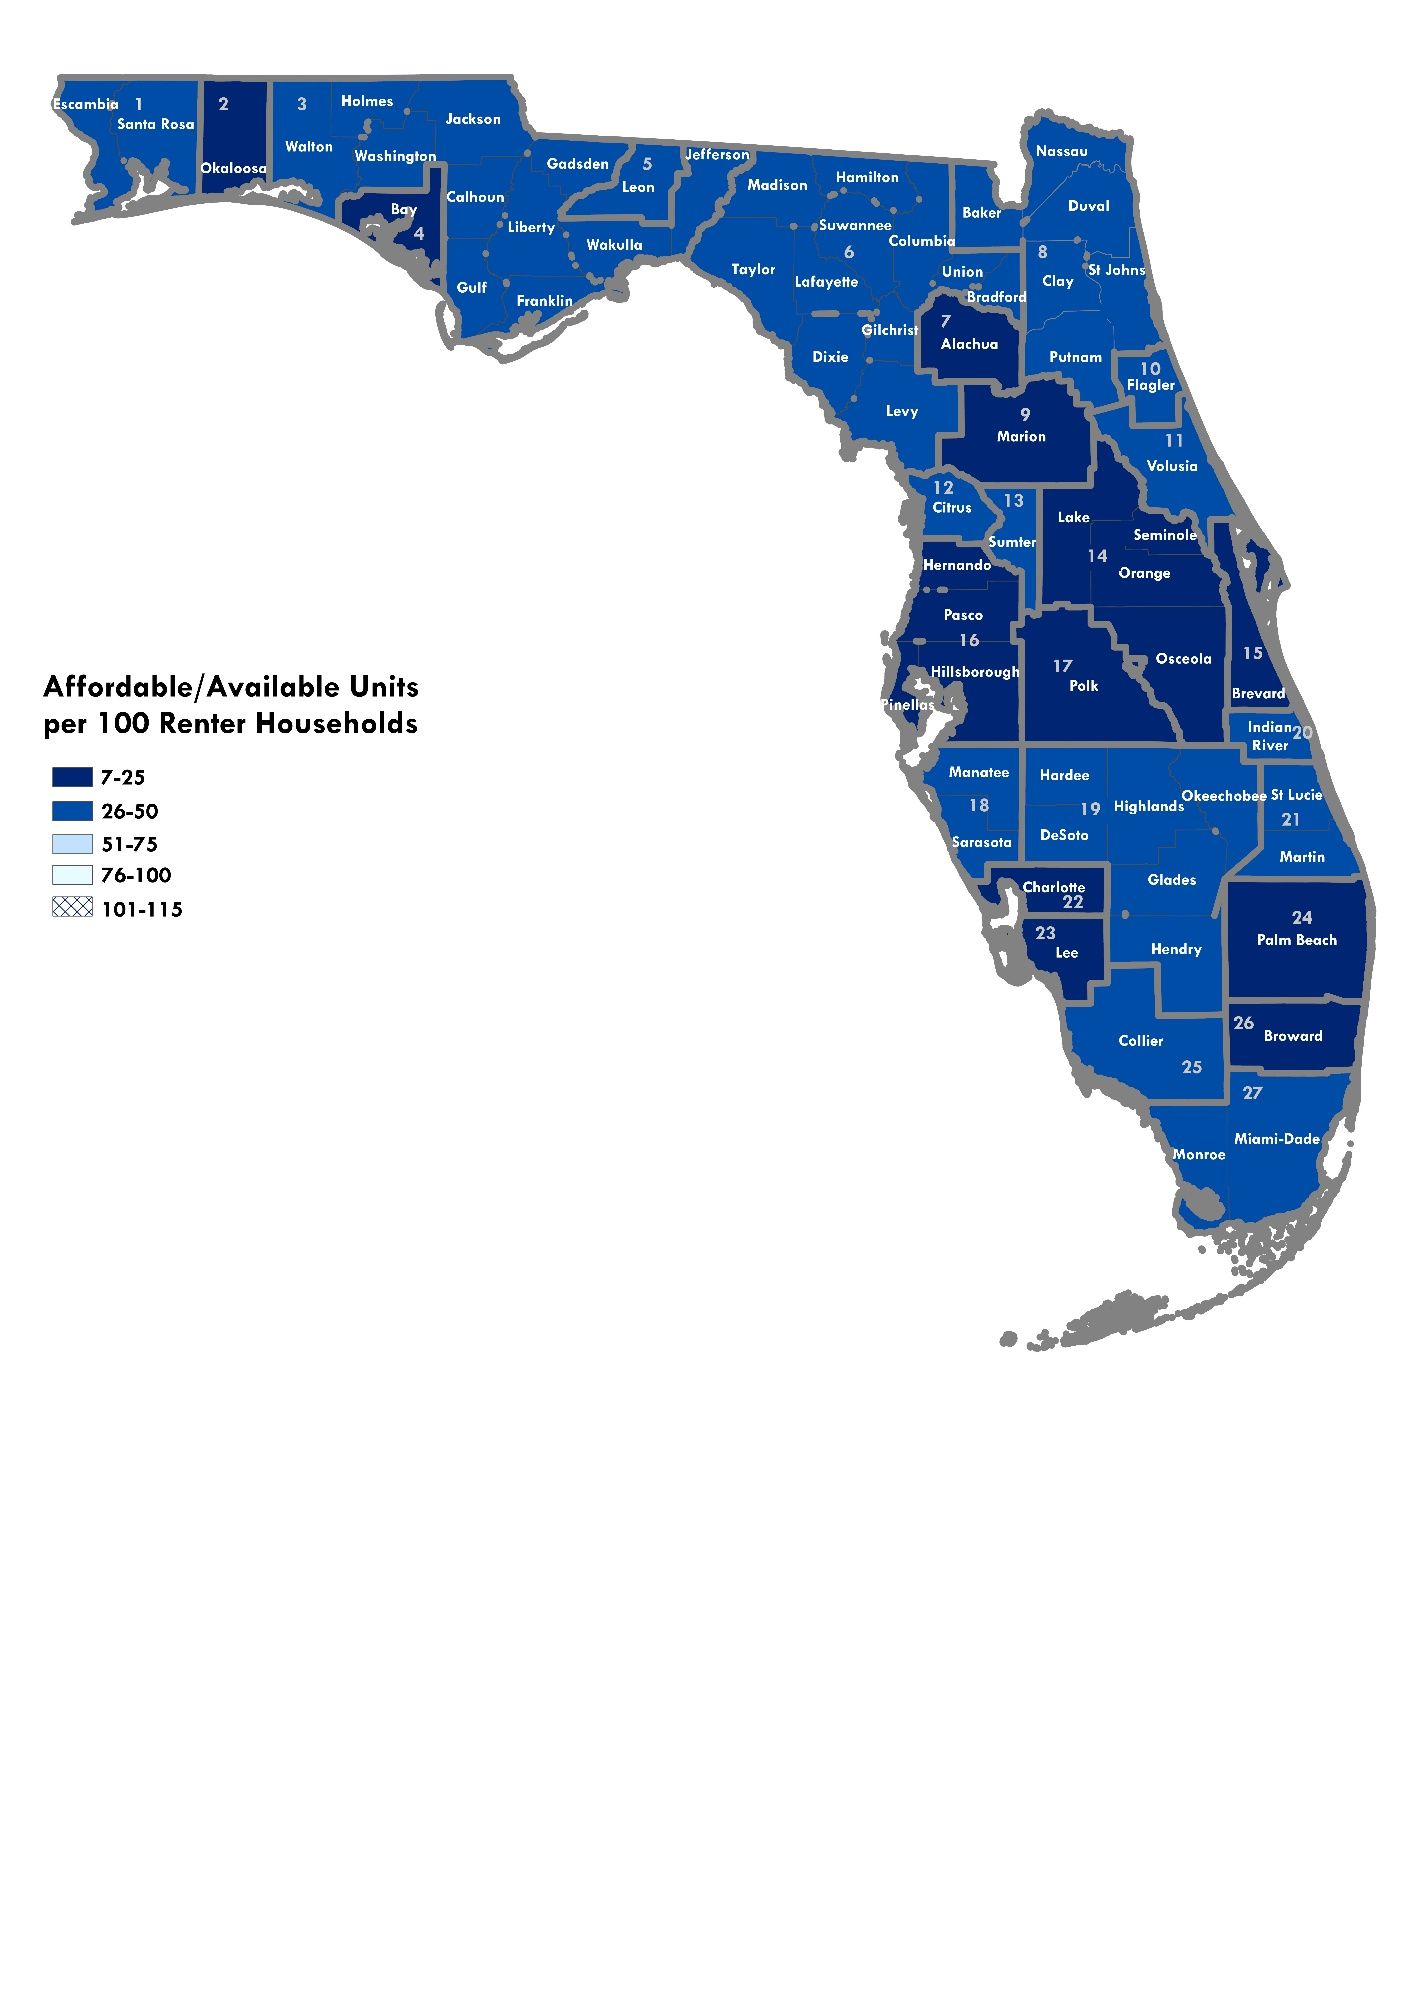 Escambia
1
Santa Rosa
2
Okaloosa
3
Walton
Holmes
Washington
Jackson
Bay
4
Calhoun
Gulf
Liberty
Franklin
Gadsden
5
Leon
Wakulla
Jefferson
Madison
Hamilton
Suwannee
6
Columbia
Taylor
Lafayette
Baker
Union
Bradford
Gilchrist
Dixie
Levy
7
Alachua
Nassau
Duval
8
Clay
St Johns
Putnam
10
Flagler
9
Marion
11
Volusia
12
Citrus
13
Sumter
Lake
Seminole
14
Orange
Osceola
Hernando
Pasco
16
Hillsborough
Pinellas
17
Polk
15
Brevard
Indian
River
20
Affordable/Available Units
per 100 Renter Households
7-25
26-50
51-75
76-100
101-115
Manatee
18
Sarasota
Hardee
19
DeSoto
Highlands
Okeechobee
St Lucie
21
Martin
Glades
Charlotte
22
23
Lee
Hendry
24
Palm Beach
Collier
25
26
Broward
27
Miami-Dade
Monroe